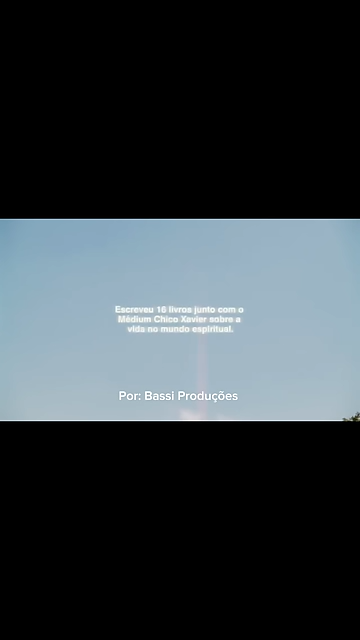 Escreveu 16 livros junto com o
Médium Chico Xavier sobre a
vida no mundo espiritual.
Por: Bassi Produções